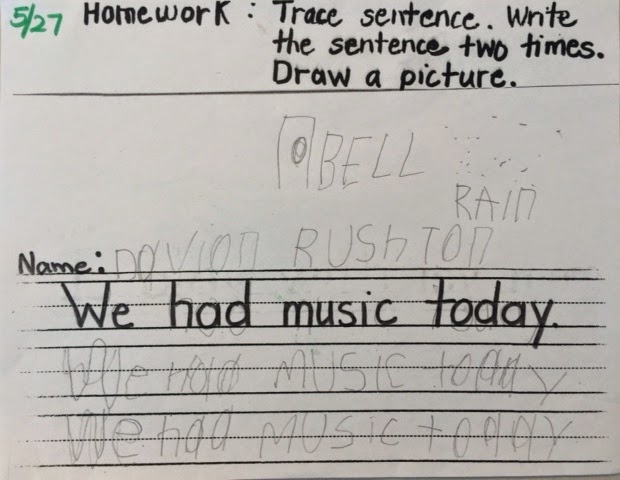 5/27 Homework: Trace sentence. Write
the sentence two times.
Draw a picture.
BELL
RAIN
Name: DaVION RUShTON
We had music today.
We had MUSIC today
We had MUSIC today